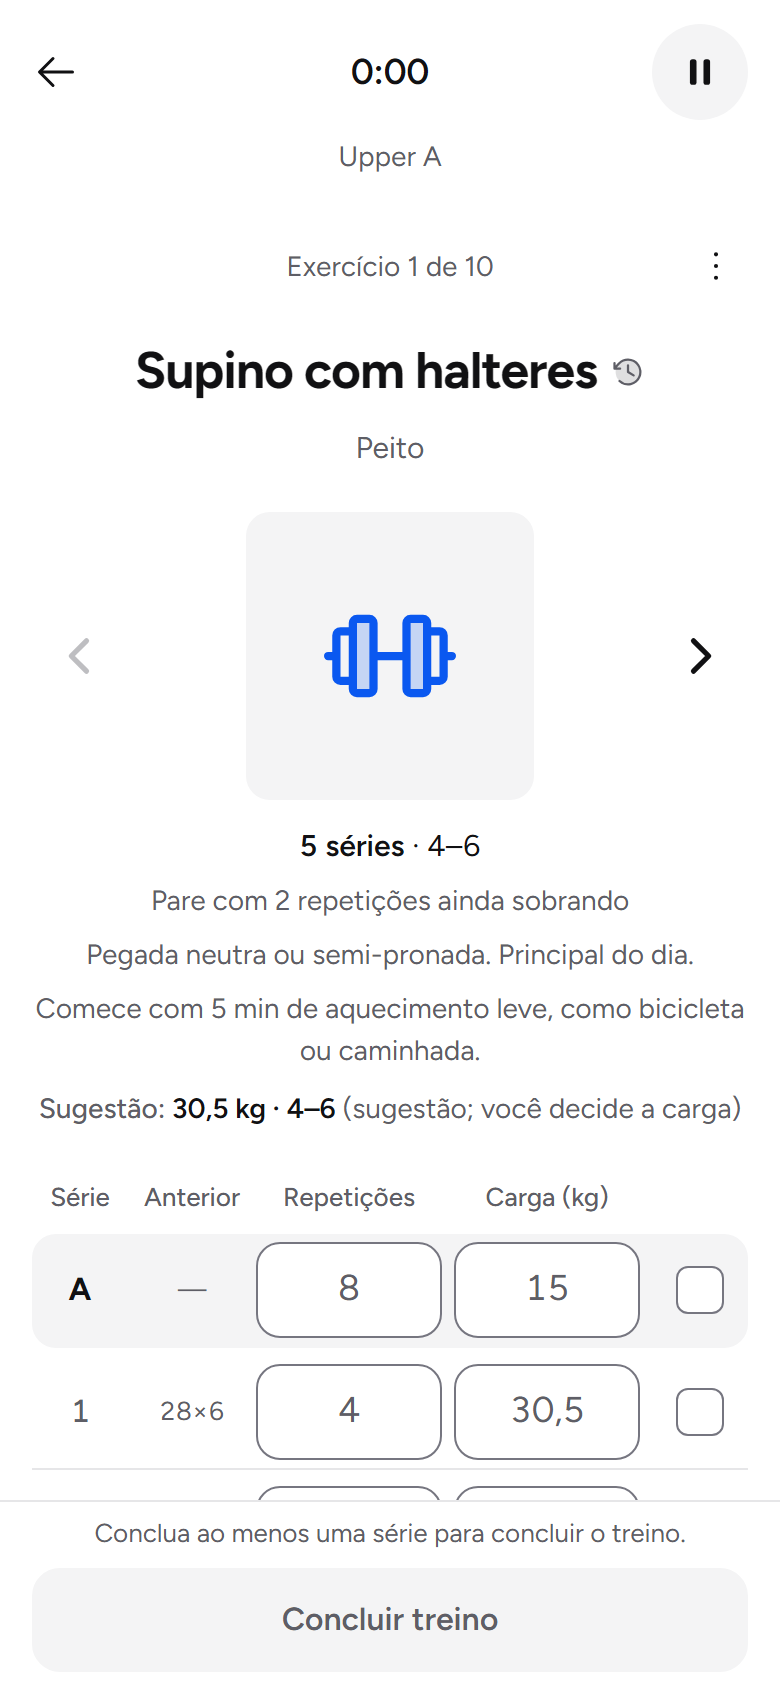 0:00
Upper A
Exercício 1 de 10
Supino com halteres
Peito
5 séries · 4–6
Pare com 2 repetições ainda sobrando
Pegada neutra ou semi-pronada. Principal do dia.
Comece com 5 min de aquecimento leve, como bicicleta
ou caminhada.
Sugestão: 30,5 kg · 4–6 (sugestão; você decide a carga)
Série Anterior Repetições Carga (kg)
A — 8 15
1 28×6 4 30,5
Conclua ao menos uma série para concluir o treino.
Concluir treino